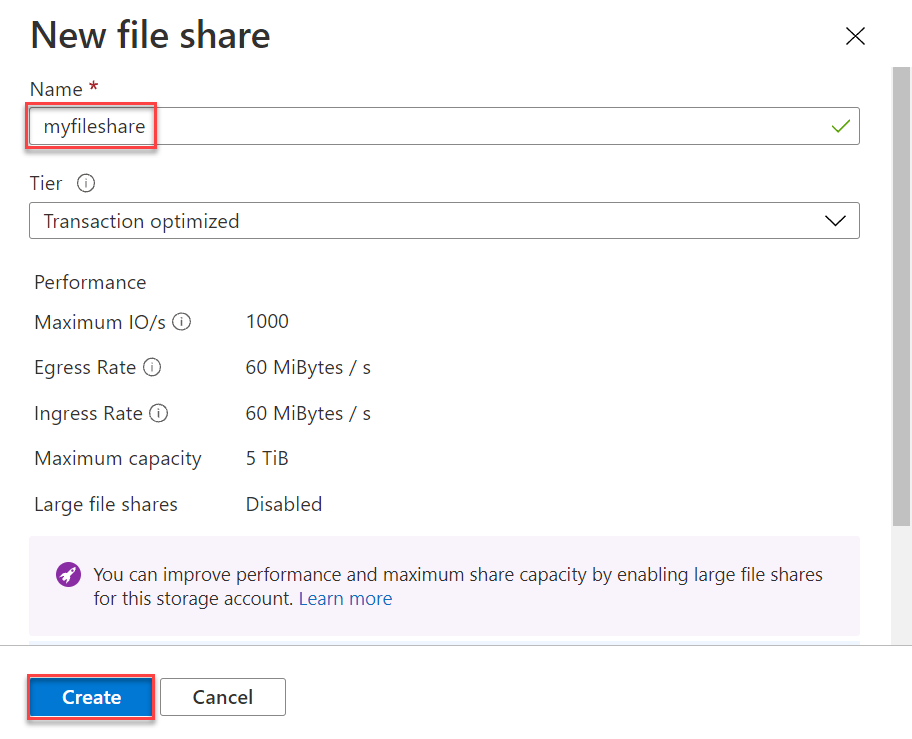 New file share
Name *
myfileshare
Tier
Transaction optimized
Performance
Maximum IO/s 1000
Egress Rate 60 MiBytes / s
Ingress Rate 60 MiBytes / s
Maximum capacity 5 TiB
Large file shares Disabled
You can improve performance and maximum share capacity by enabling large file shares
for this storage account. Learn more
Create Cancel